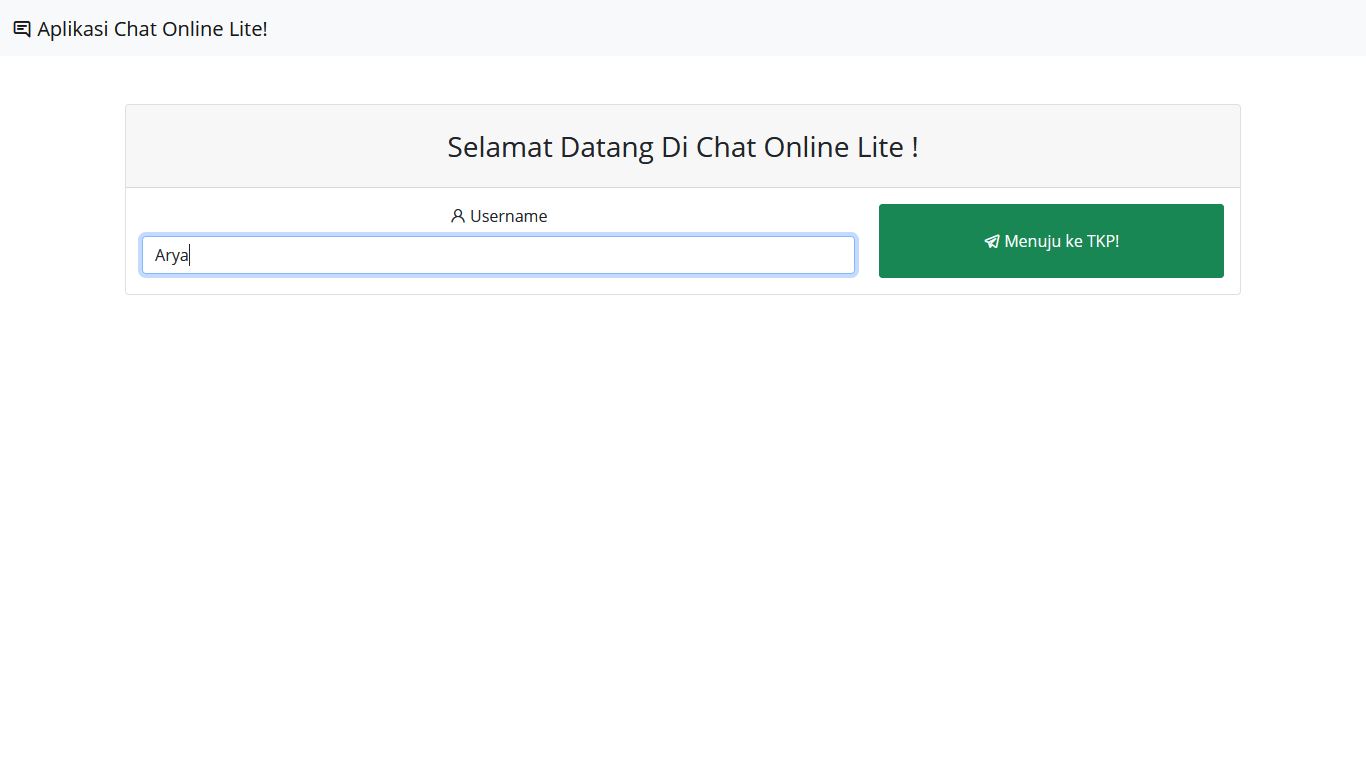 Aplikasi Chat Online Lite!
Selamat Datang Di Chat Online Lite !
Username
Arya
Menuju ke TKP!